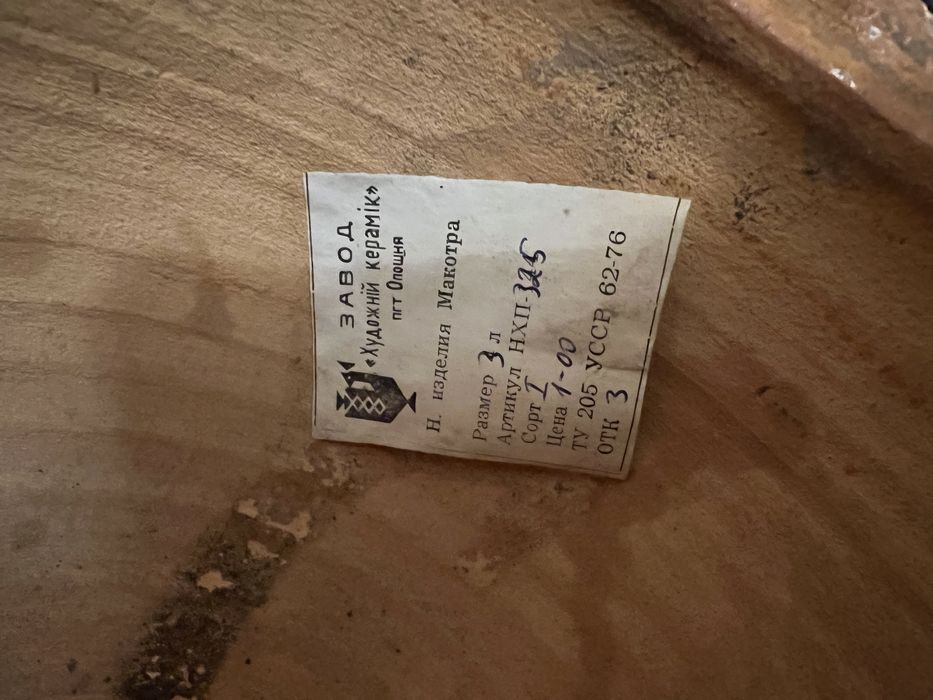 ЗАВОД
«Художній керамік»
пгт Опошня
Н. изделия Макотра
Размер 3 л
Артикул НХП-325
Сорт I
Цена 1-00
ТУ 205 УССР 62-76
ОТК 3